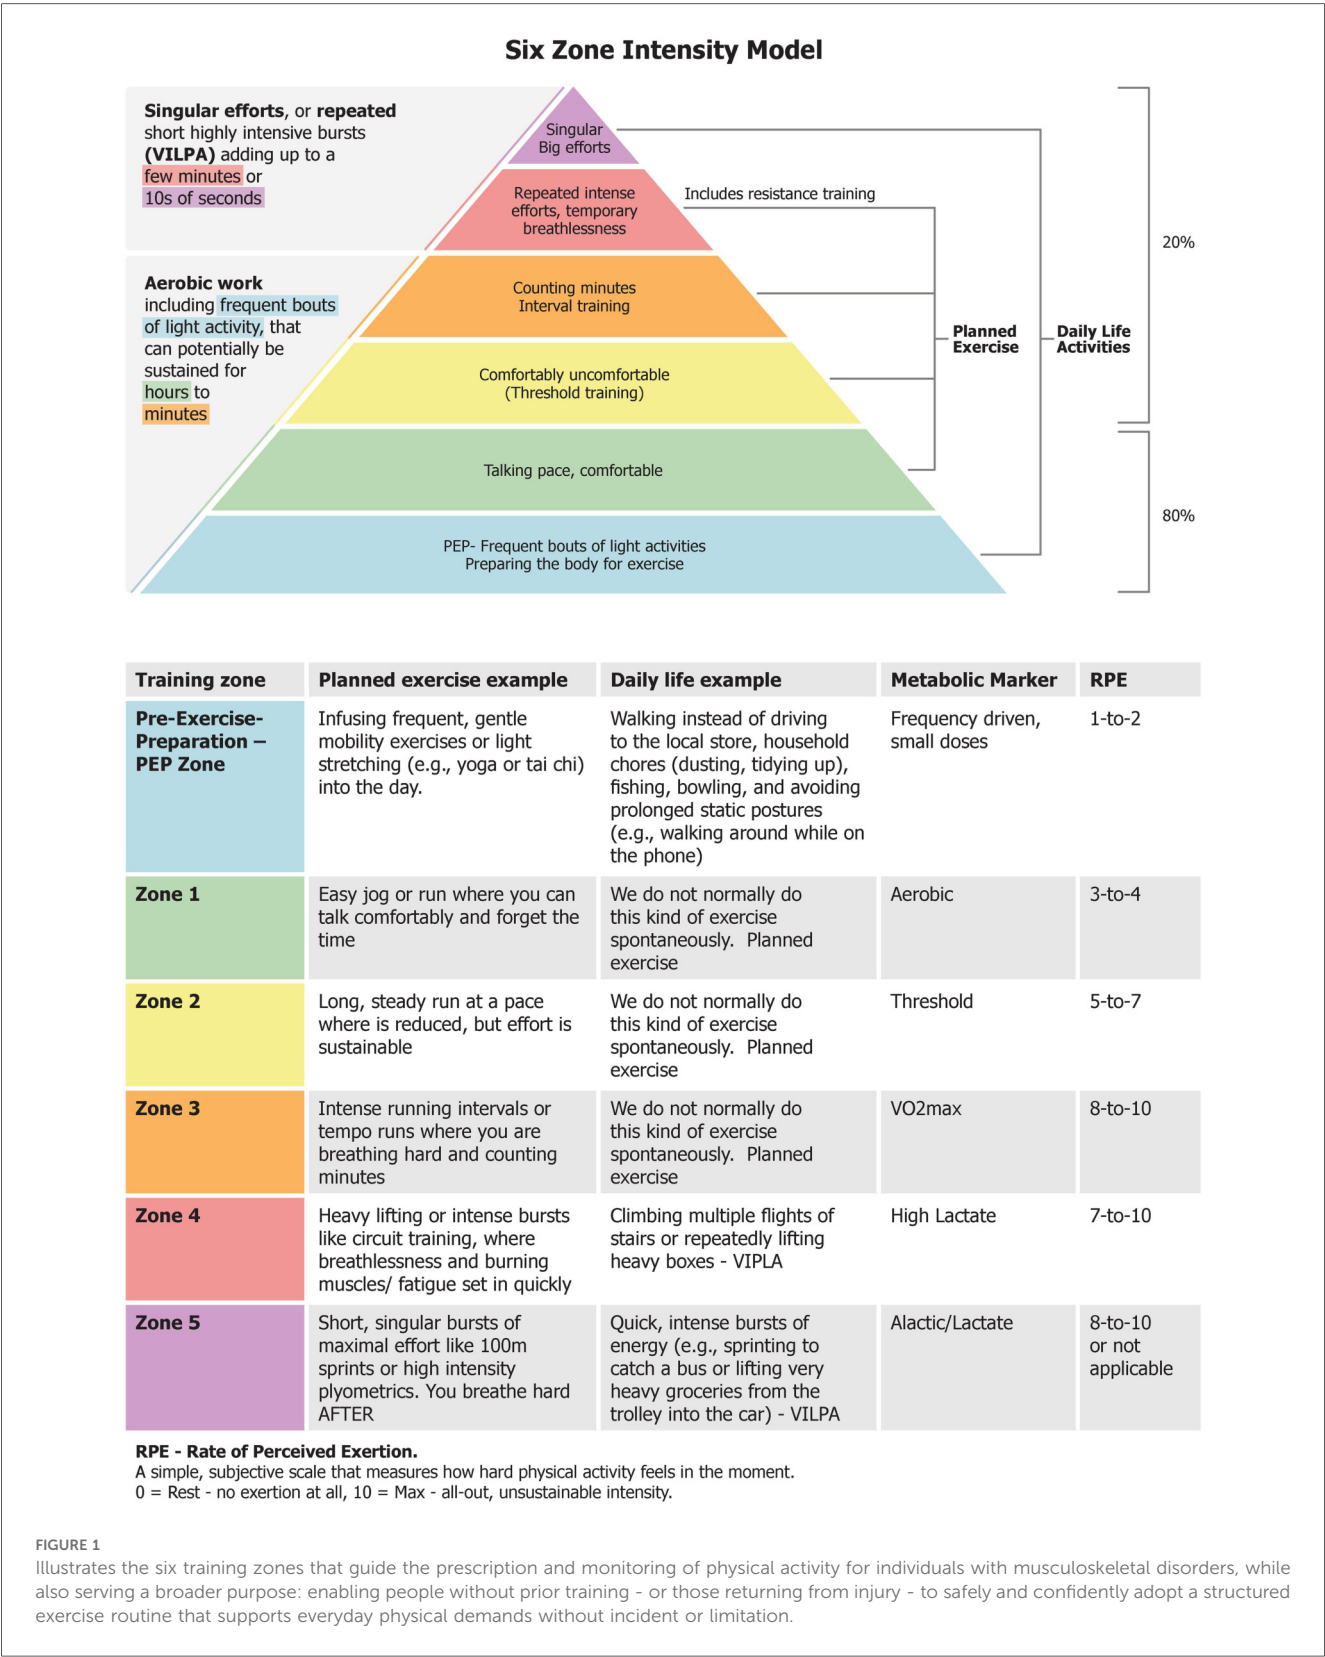 Six Zone Intensity Model
Singular efforts, or repeated
short highly intensive bursts
(VILPA) adding up to a
few minutes or
10s of seconds
Aerobic work
including frequent bouts
of light activity, that
can potentially be
sustained for
hours to
minutes
Singular
Big efforts
Repeated intense
efforts, temporary
breathlessness
Counting minutes
Interval training
Comfortably uncomfortable
(Threshold training)
Talking pace, comfortable
PEP- Frequent bouts of light activities
Preparing the body for exercise
Includes resistance training
Planned
Exercise
Daily Life
Activities
20%
80%
Training zone
Planned exercise example
Daily life example
Metabolic Marker
RPE
Pre-Exercise-
Preparation –
PEP Zone
Infusing frequent, gentle
mobility exercises or light
stretching (e.g., yoga or tai chi)
into the day.
Walking instead of driving
to the local store, household
chores (dusting, tidying up),
fishing, bowling, and avoiding
prolonged static postures
(e.g., walking around while on
the phone)
Frequency driven,
small doses
1-to-2
Zone 1
Easy jog or run where you can
talk comfortably and forget the
time
We do not normally do
this kind of exercise
spontaneously.  Planned
exercise
Aerobic
3-to-4
Zone 2
Long, steady run at a pace
where is reduced, but effort is
sustainable
We do not normally do
this kind of exercise
spontaneously.  Planned
exercise
Threshold
5-to-7
Zone 3
Intense running intervals or
tempo runs where you are
breathing hard and counting
minutes
We do not normally do
this kind of exercise
spontaneously.  Planned
exercise
VO2max
8-to-10
Zone 4
Heavy lifting or intense bursts
like circuit training, where
breathlessness and burning
muscles/ fatigue set in quickly
Climbing multiple flights of
stairs or repeatedly lifting
heavy boxes - VIPLA
High Lactate
7-to-10
Zone 5
Short, singular bursts of
maximal effort like 100m
sprints or high intensity
plyometrics. You breathe hard
AFTER
Quick, intense bursts of
energy (e.g., sprinting to
catch a bus or lifting very
heavy groceries from the
trolley into the car) - VILPA
Alactic/Lactate
8-to-10
or not
applicable
RPE - Rate of Perceived Exertion.
A simple, subjective scale that measures how hard physical activity feels in the moment.
0 = Rest - no exertion at all, 10 = Max - all-out, unsustainable intensity.
FIGURE 1
Illustrates the six training zones that guide the prescription and monitoring of physical activity for individuals with musculoskeletal disorders, while
also serving a broader purpose: enabling people without prior training - or those returning from injury - to safely and confidently adopt a structured
exercise routine that supports everyday physical demands without incident or limitation.